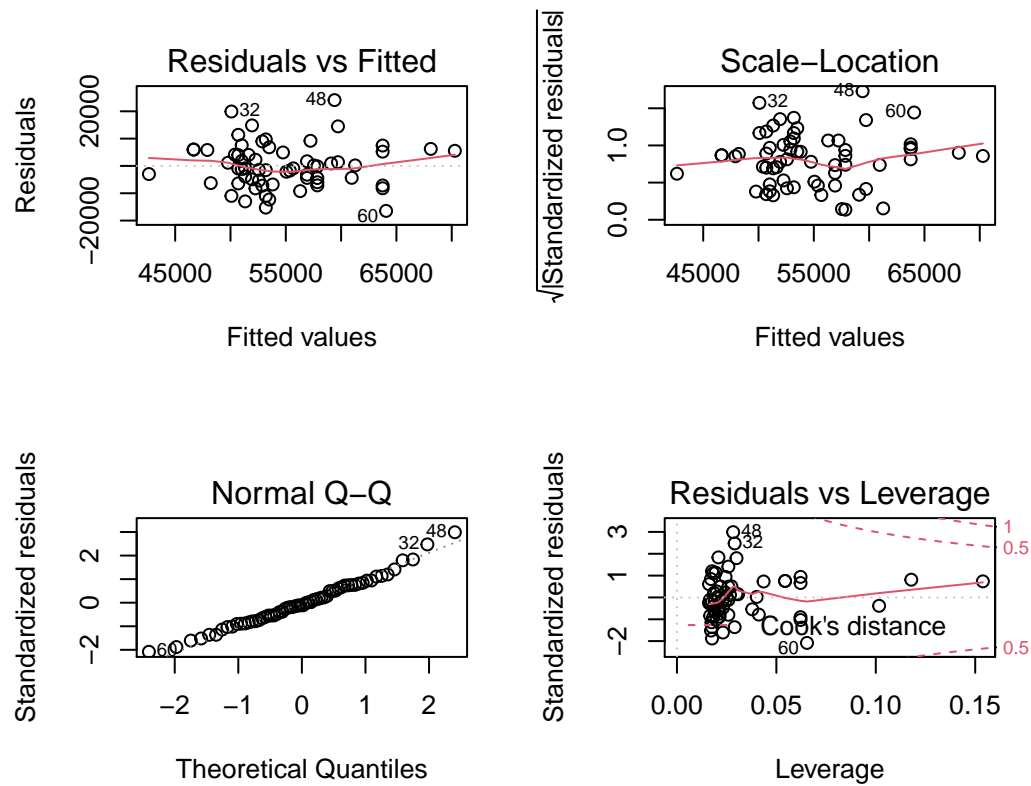 Residuals vs Fitted
Residuals
20000
−20000
32
48
60
45000 55000 65000
Fitted values
Scale−Location
√|Standardized residuals|
1.0
0.0
32
48
60
45000 55000 65000
Fitted values
Normal Q−Q
Standardized residuals
2
0
−2
48
32
60
−2 −1 0 1 2
Theoretical Quantiles
Residuals vs Leverage
Standardized residuals
3
1
−2
48
32
60
Cook's distance
1
0.5
0.5
0.00 0.05 0.10 0.15
Leverage